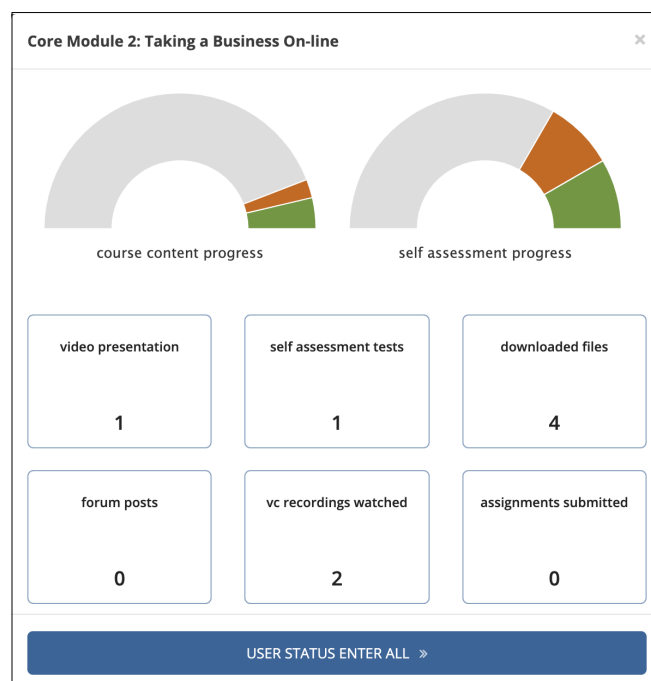 Core Module 2: Taking a Business On-line ×
course content progress
self assessment progress
video presentation
1
self assessment tests
1
downloaded files
4
forum posts
0
vc recordings watched
2
assignments submitted
0
USER STATUS ENTER ALL »